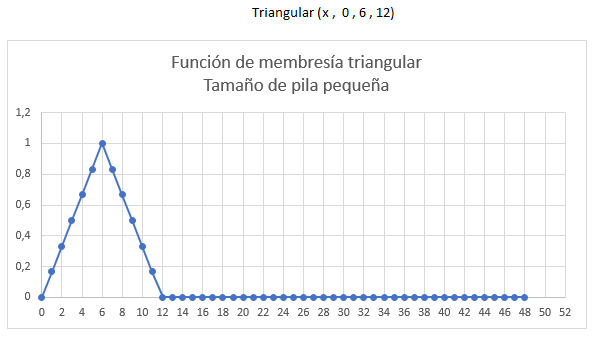 Triangular (x , 0 , 6 , 12)
Función de membresía triangular
Tamaño de pila pequeña
1,2
1
0,8
0,6
0,4
0,2
0
0 2 4 6 8 10 12 14 16 18 20 22 24 26 28 30 32 34 36 38 40 42 44 46 48 50 52